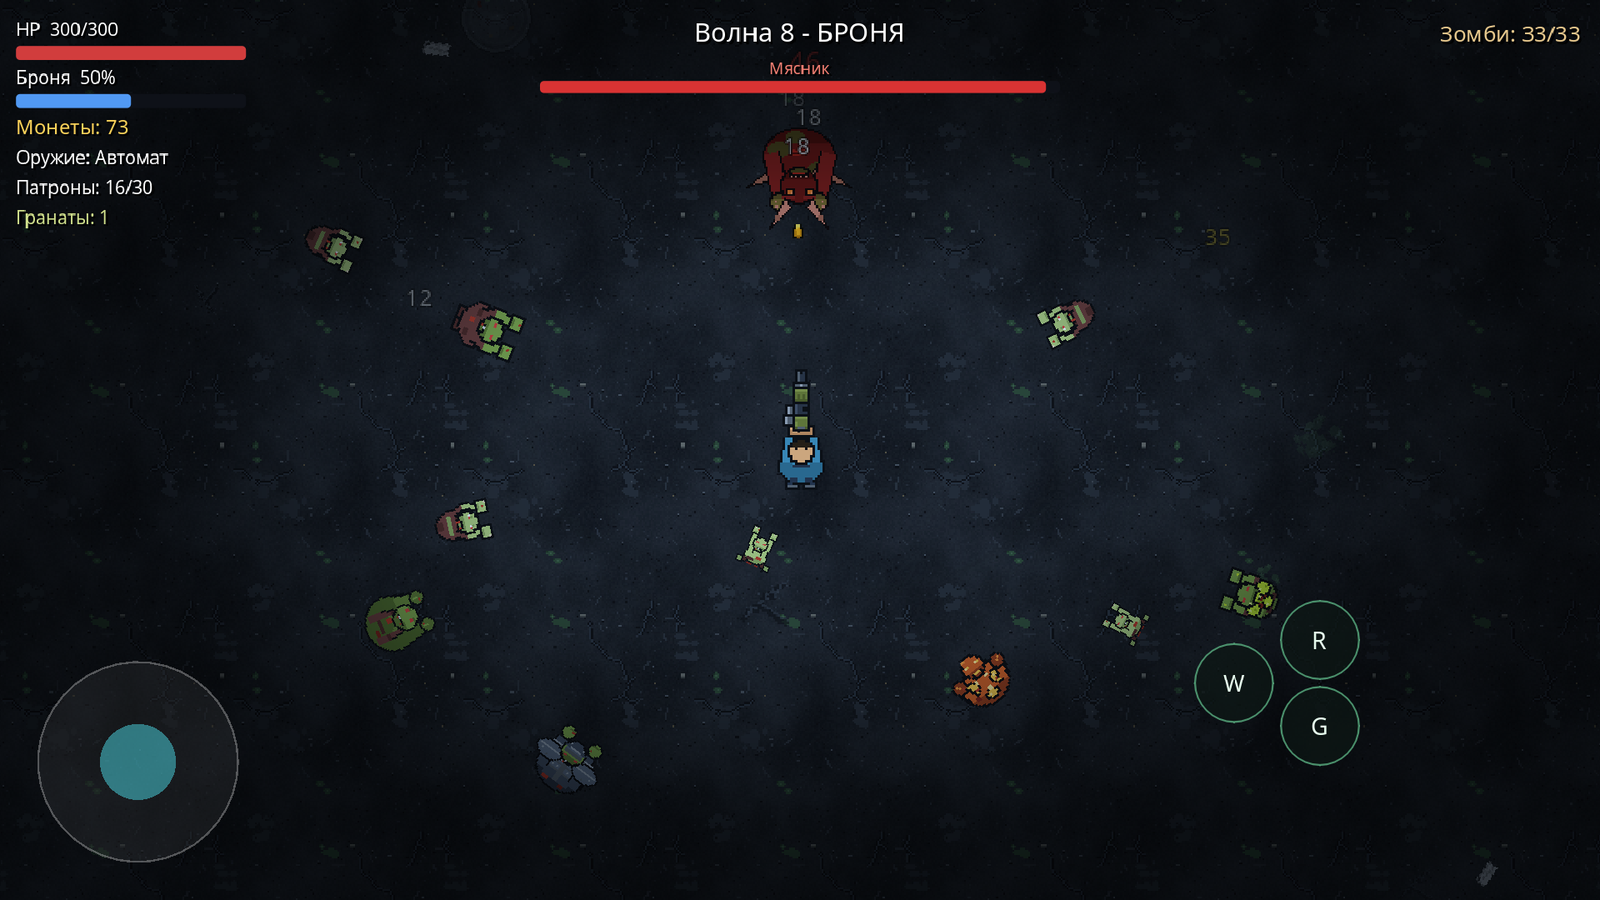 HP 300/300
Броня 50%
Монеты: 73
Оружие: Автомат
Патроны: 16/30
Гранаты: 1
Волна 8 - БРОНЯ
Мясник
Зомби: 33/33
18
18
18
35
12
R
W
G